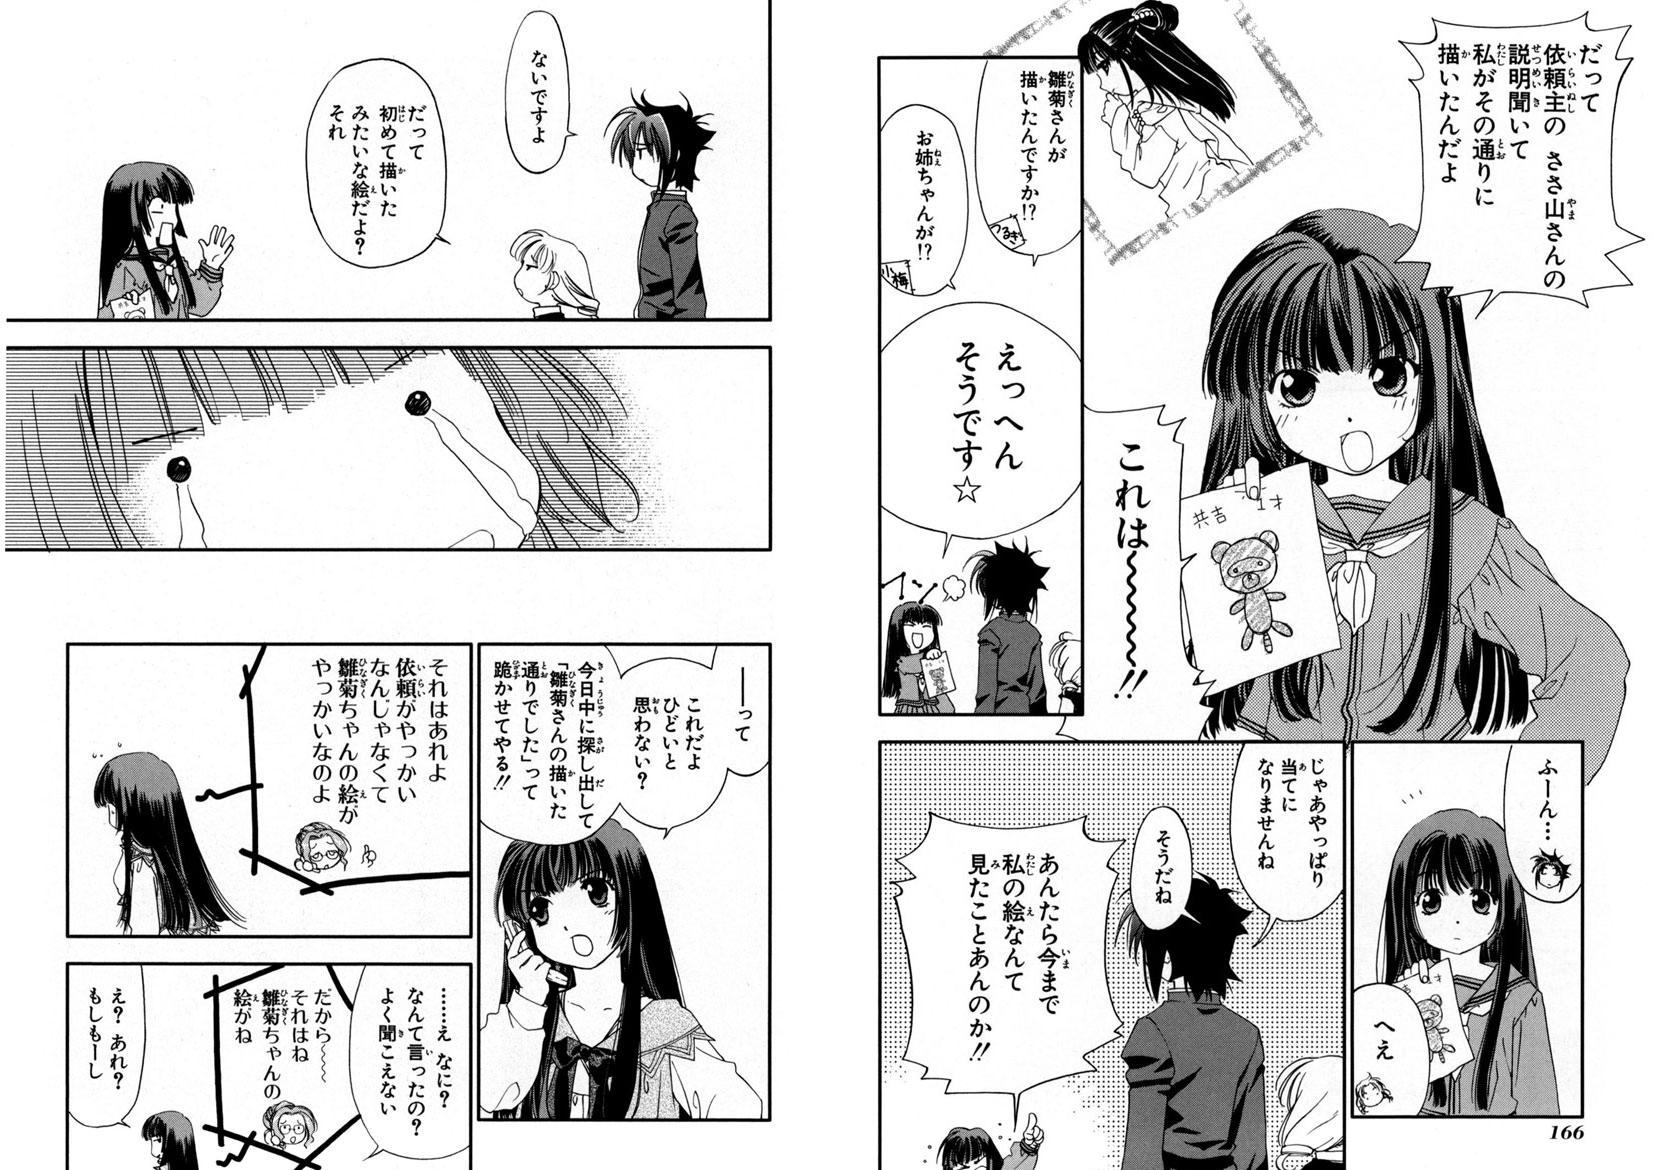 だって
依頼主の ささ山さんの
説明聞いて
私がその通りに
描いたんだよ
これは~~~~!!
共吉 1才
雛菊さんが
描いたんですか!?
つるぎ
お姉ちゃんが!?
小梅
えっへん
そうです☆
ふーん…
へえ
じゃあやっぱり
当てに
なりませんね
そうだね
あんたら今まで
私の絵なんて
見たことあんのか!!
166
ないですよ
だって
初めて描いた
みたいな絵だよ?
それ
──って
これだよ
ひどいと
思わない?
今日中に探し出して
「雛菊さんの描いた
通りでした」って
跪かせてやる!!
それはあれよ
依頼がやっかい
なんじゃなくて
雛菊ちゃんの絵が
やっかいなのよ
……え なに?
なんて言ったの?
よく聞こえない
だから~~~
それはね
雛菊ちゃんの
絵がね
え? あれ?
もしもーし